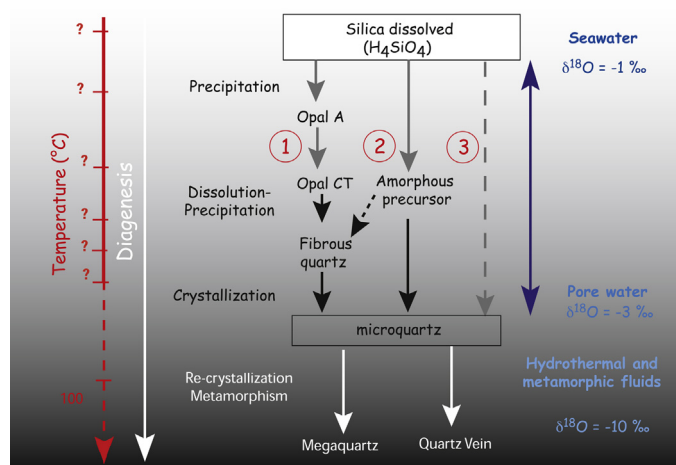 Silica dissolved
(H4SiO4)
Seawater
δ18O = -1 ‰
?
?
?
?
?
?
Temperature (°C)
100
Diagenesis
Precipitation
Opal A
1
2
3
Opal CT
Amorphous
precursor
Dissolution-
Precipitation
Fibrous
quartz
Crystallization
Pore water
δ18O = -3 ‰
microquartz
Hydrothermal and
metamorphic fluids
Re-crystallization
Metamorphism
δ18O = -10 ‰
Megaquartz
Quartz Vein